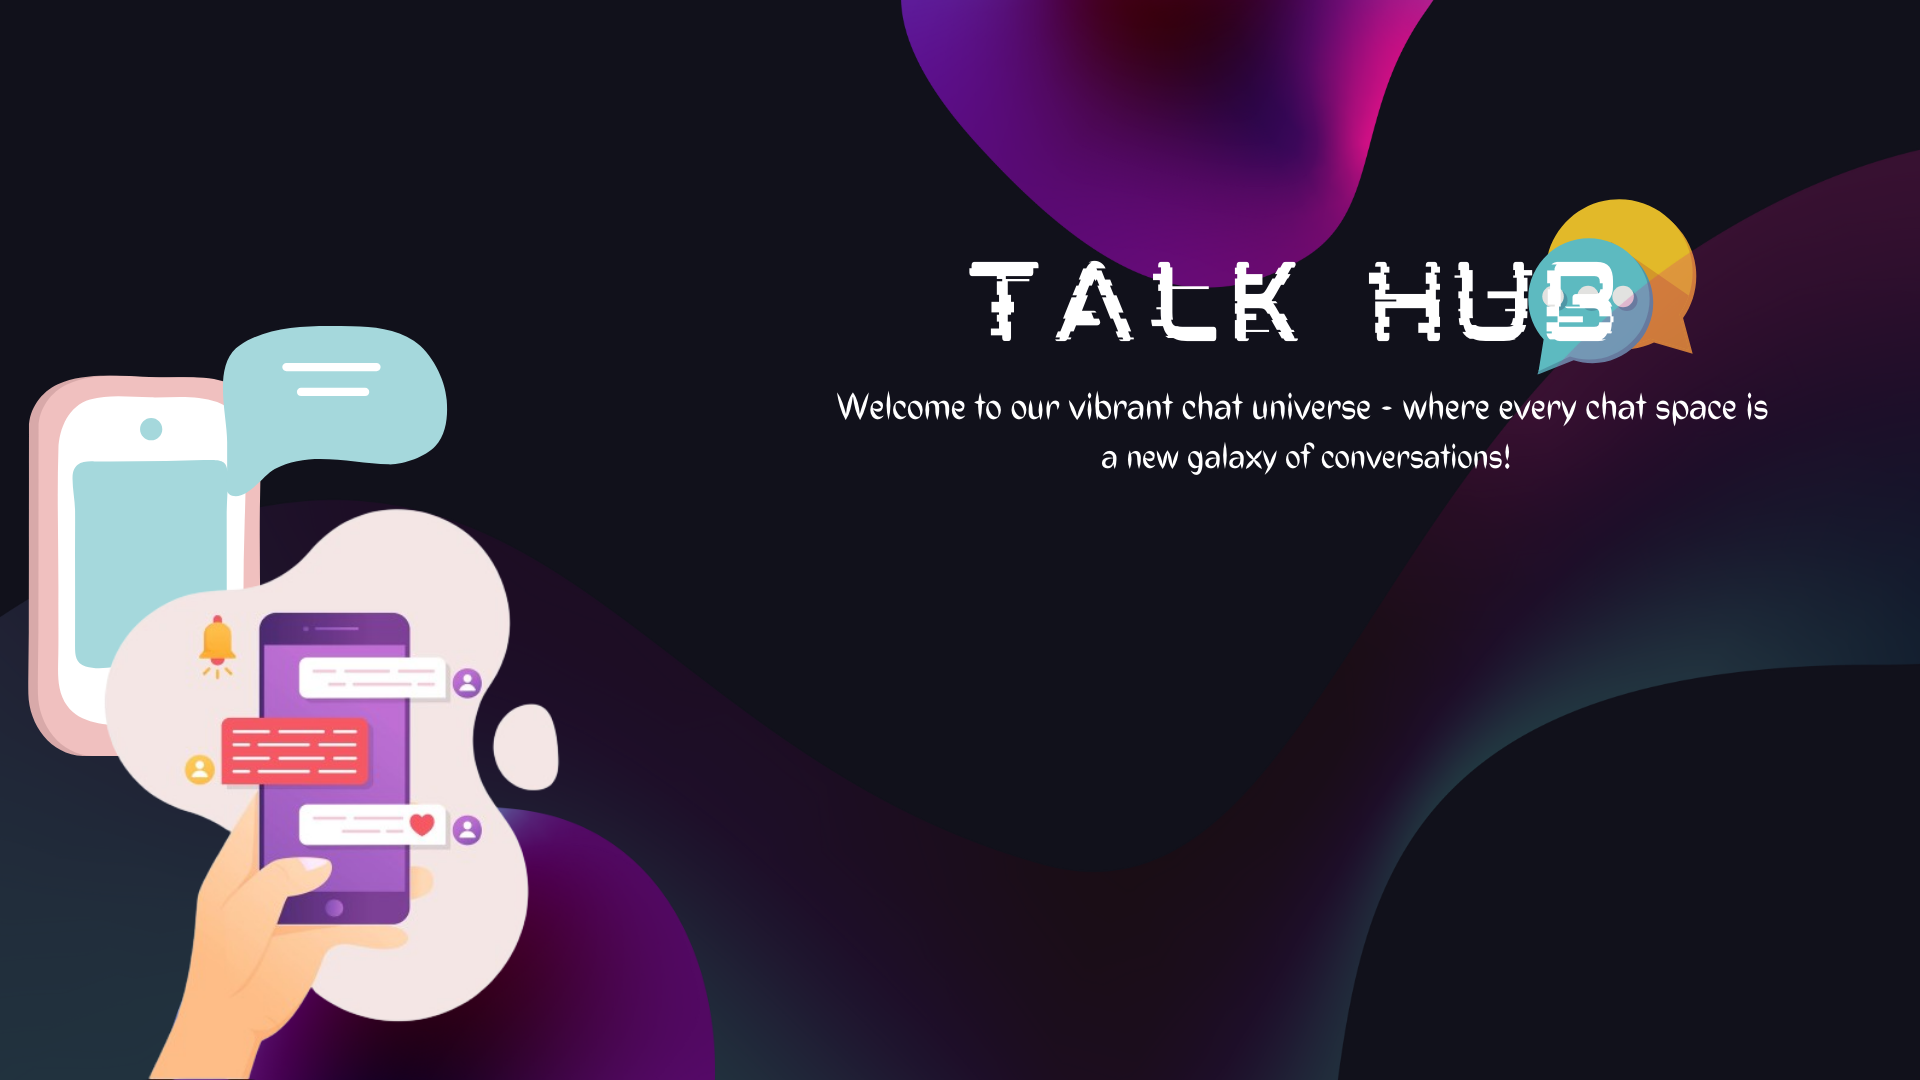 TALK HUB
Welcome to our vibrant chat universe - where every chat space is
a new galaxy of conversations!